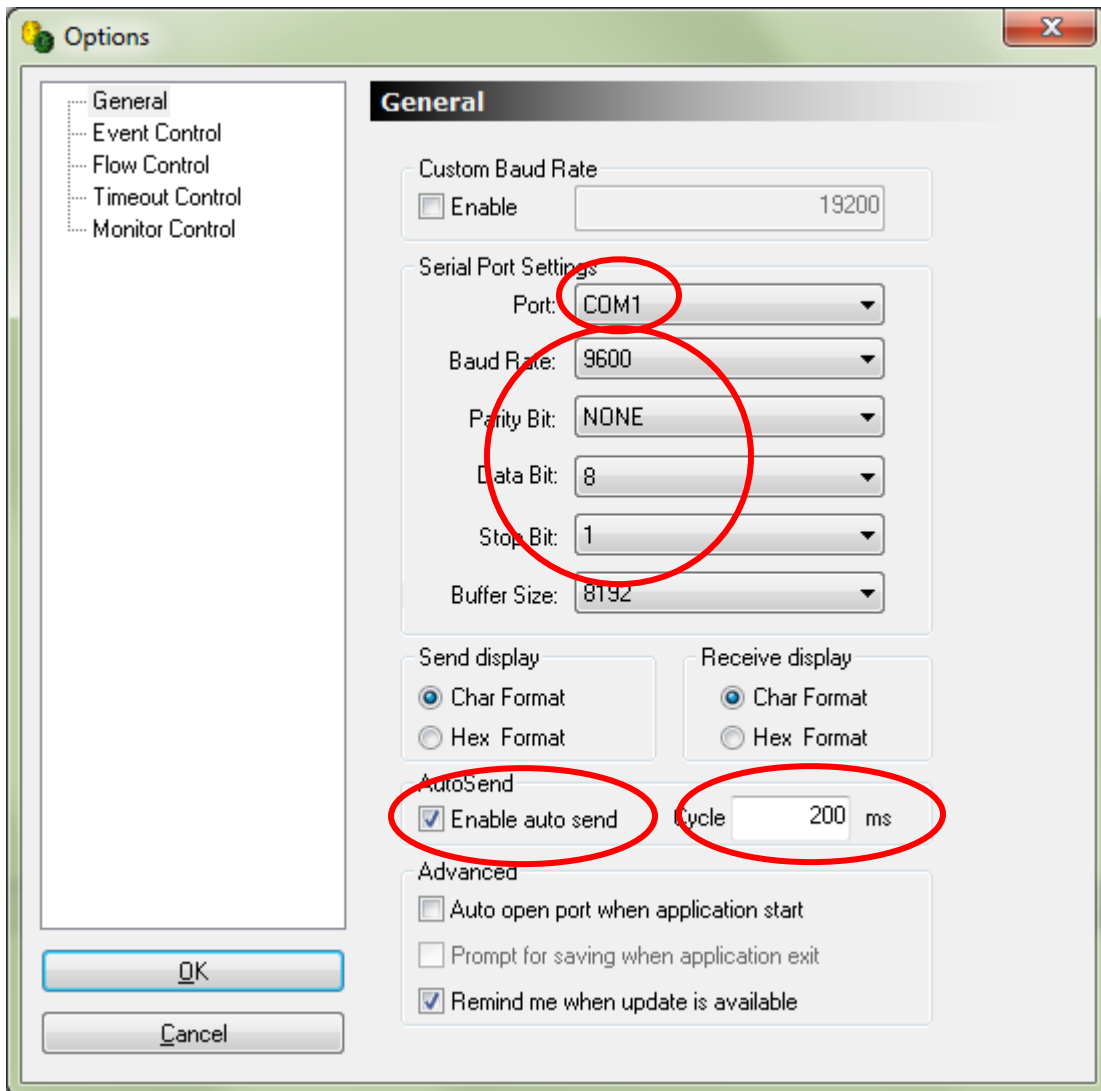 Options
General
Event Control
Flow Control
Timeout Control
Monitor Control
OK
Cancel
General
Custom Baud Rate
Enable 19200
Serial Port Settings
Port: COM1
Baud Rate: 9600
Parity Bit: NONE
Data Bit: 8
Stop Bit: 1
Buffer Size: 8192
Send display
Char Format
Hex Format
Receive display
Char Format
Hex Format
AutoSend
Enable auto send Cycle 200 ms
Advanced
Auto open port when application start
Prompt for saving when application exit
Remind me when update is available